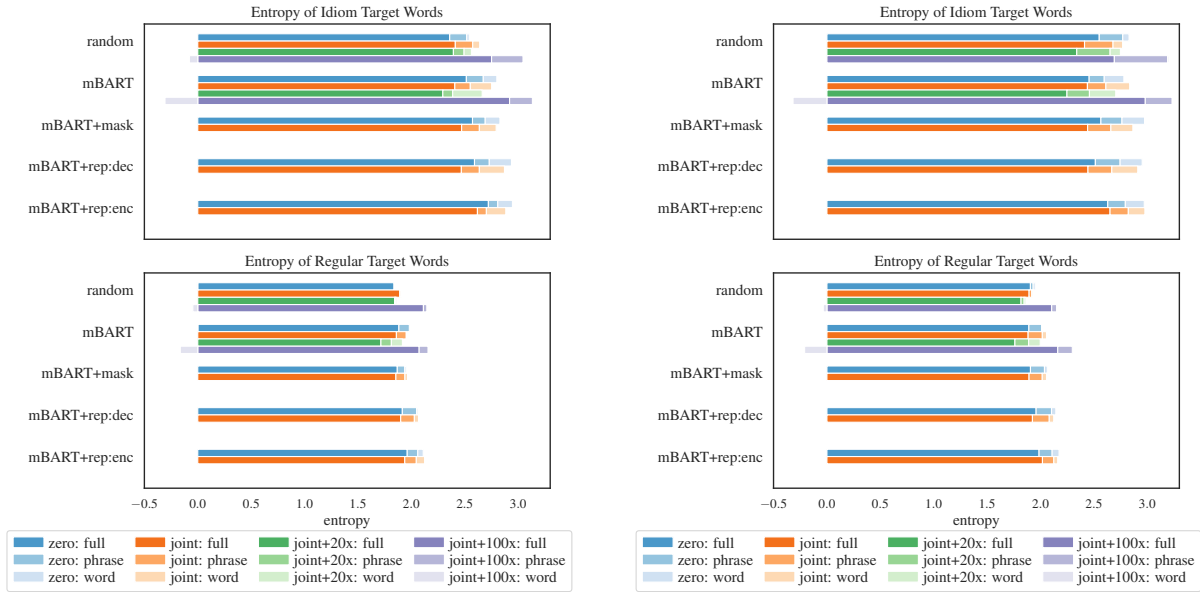 Entropy of Idiom Target Words
random
mBART
mBART+mask
mBART+rep:dec
mBART+rep:enc
Entropy of Regular Target Words
random
mBART
mBART+mask
mBART+rep:dec
mBART+rep:enc
−0.5 0.0 0.5 1.0 1.5 2.0 2.5 3.0
entropy
zero: full joint: full joint+20x: full joint+100x: full
zero: phrase joint: phrase joint+20x: phrase joint+100x: phrase
zero: word joint: word joint+20x: word joint+100x: word
Entropy of Idiom Target Words
random
mBART
mBART+mask
mBART+rep:dec
mBART+rep:enc
Entropy of Regular Target Words
random
mBART
mBART+mask
mBART+rep:dec
mBART+rep:enc
−0.5 0.0 0.5 1.0 1.5 2.0 2.5 3.0
entropy
zero: full joint: full joint+20x: full joint+100x: full
zero: phrase joint: phrase joint+20x: phrase joint+100x: phrase
zero: word joint: word joint+20x: word joint+100x: word